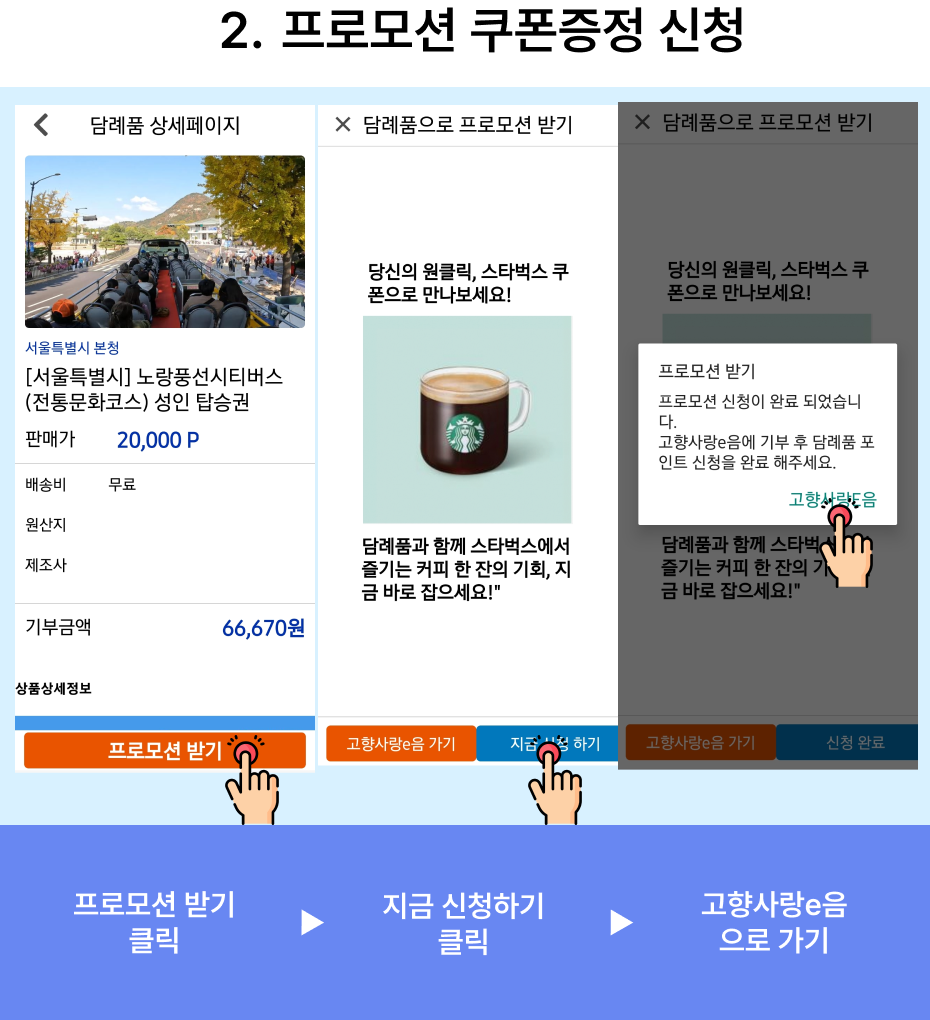 2. 프로모션 쿠폰증정 신청
담례품 상세페이지
서울특별시 본청
[서울특별시] 노랑풍선시티버스
(전통문화코스) 성인 탑승권
판매가 20,000 P
배송비 무료
원산지
제조사
기부금액 66,670원
상품상세정보
프로모션 받기
담례품으로 프로모션 받기
당신의 원클릭, 스타벅스 쿠
폰으로 만나보세요!
담례품과 함께 스타벅스에서
즐기는 커피 한 잔의 기회, 지
금 바로 잡으세요!"
고향사랑e음 가기
지금 신청 하기
담례품으로 프로모션 받기
당신의 원클릭, 스타벅스 쿠
폰으로 만나보세요!
프로모션 받기
프로모션 신청이 완료 되었습니
다.
고향사랑e음에 기부 후 담례품 포
인트 신청을 완료 해주세요.
고향사랑E음
담례품과 함께 스타벅
즐기는 커피 한 잔의 기
금 바로 잡으세요!"
고향사랑e음 가기
신청 완료
프로모션 받기
클릭
지금 신청하기
클릭
고향사랑e음
으로 가기